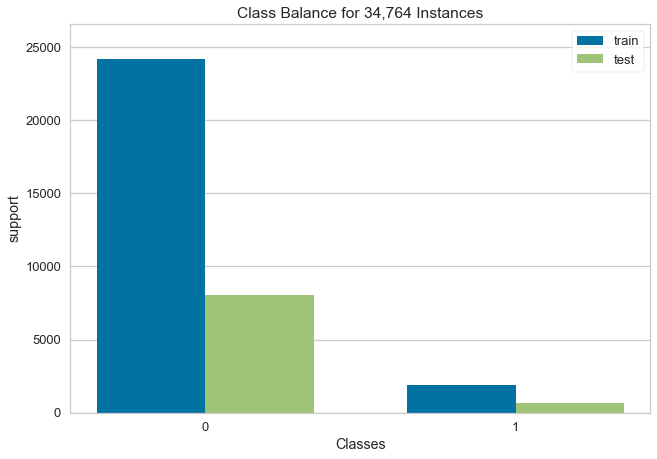 Class Balance for 34,764 Instances
train
test
25000
20000
15000
10000
5000
0
support
0
1
Classes